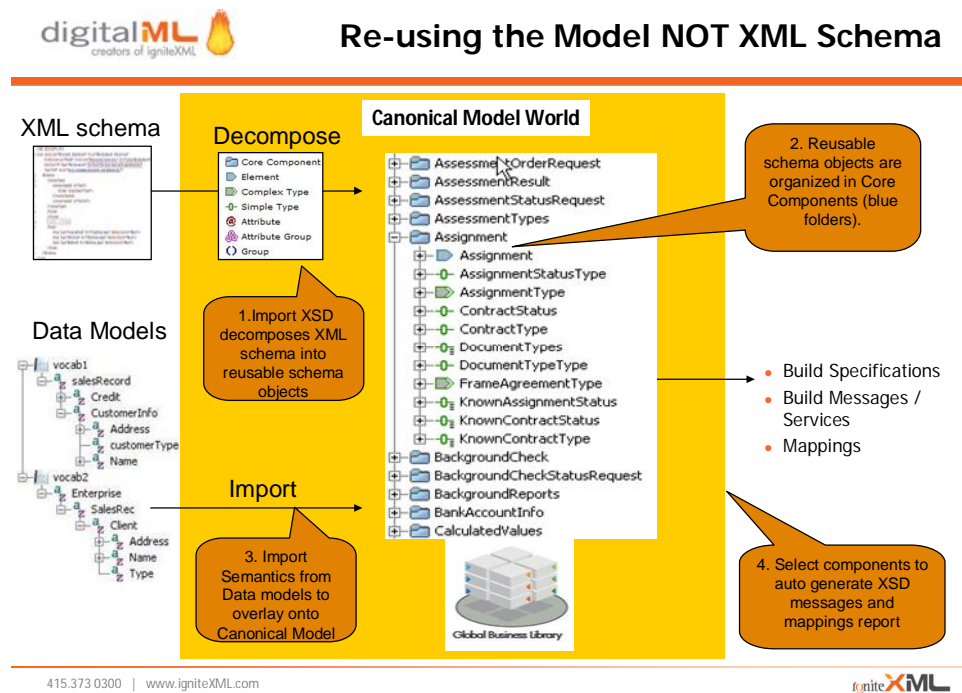 digitalML
creators of igniteXML
Re-using the Model NOT XML Schema
XML schema
Decompose
Core Component
Element
Complex Type
Simple Type
Attribute
Attribute Group
Group
1.Import XSD
decomposes XML
schema into
reusable schema
objects
Canonical Model World
AssessmentOrderRequest
AssessmentResult
AssessmentStatusRequest
AssessmentTypes
Assignment
Assignment
AssignmentStatusType
AssignmentType
ContractStatus
ContractType
DocumentTypes
DocumentTypeType
FrameAgreementType
KnownAssignmentStatus
KnownContractStatus
KnownContractType
BackgroundCheck
BackgroundCheckStatusRequest
BackgroundReports
BankAccountInfo
CalculatedValues
Global Business Library
2. Reusable
schema objects are
organized in Core
Components (blue
folders).
Data Models
vocab1
salesRecord
Credit
CustomerInfo
Address
customerType
Name
vocab2
Enterprise
SalesRec
Client
Address
Name
Type
Import
3. Import
Semantics from
Data models to
overlay onto
Canonical Model
• Build Specifications
• Build Messages /
Services
• Mappings
4. Select components to
auto generate XSD
messages and
mappings report
415.373 0300 | www.igniteXML.com
igniteXML